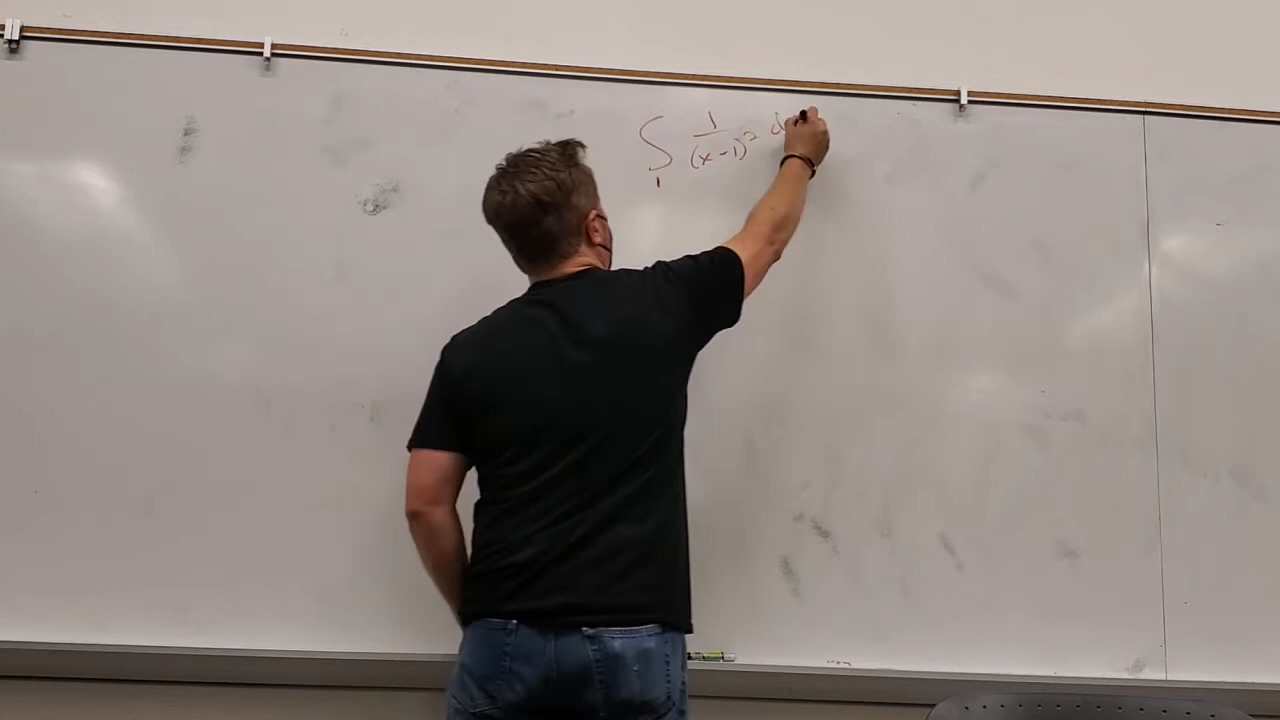 ∫₁ 1/(x-1)² d